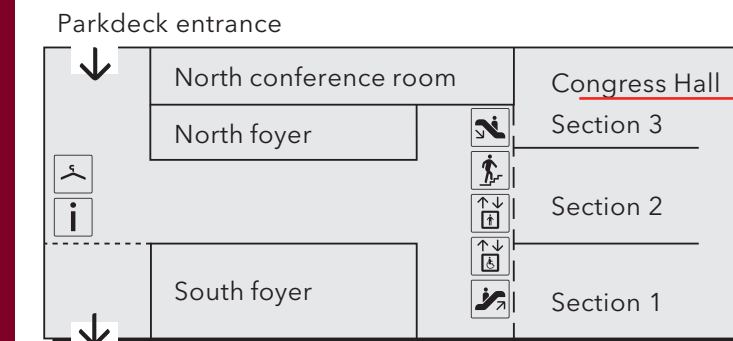 Parkdeck entrance
North conference room
Congress Hall
North foyer
Section 3
i
Section 2
South foyer
Section 1